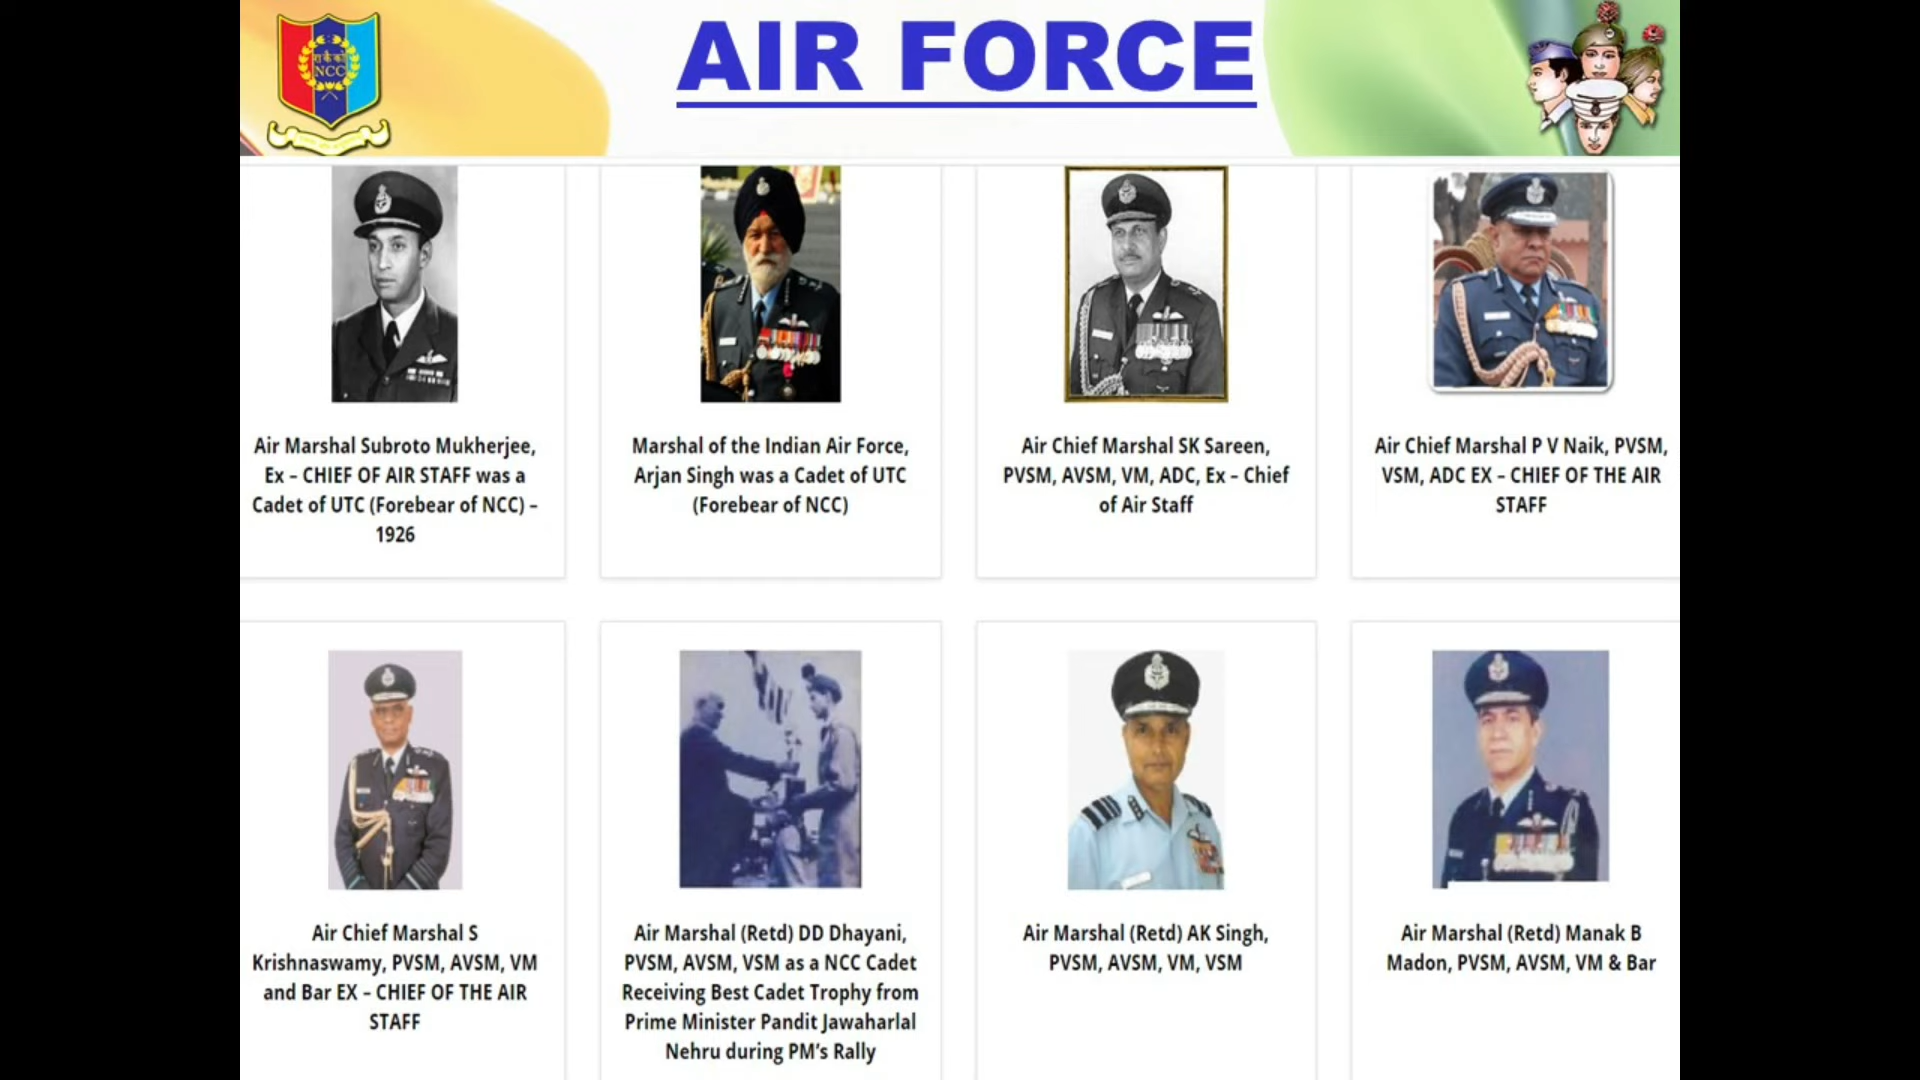 AIR FORCE
रा कै को
NCC
Air Marshal Subroto Mukherjee,
Ex – CHIEF OF AIR STAFF was a
Cadet of UTC (Forebear of NCC) –
1926
Marshal of the Indian Air Force,
Arjan Singh was a Cadet of UTC
(Forebear of NCC)
Air Chief Marshal SK Sareen,
PVSM, AVSM, VM, ADC, Ex – Chief
of Air Staff
Air Chief Marshal P V Naik, PVSM,
VSM, ADC EX – CHIEF OF THE AIR
STAFF
Air Chief Marshal S
Krishnaswamy, PVSM, AVSM, VM
and Bar EX – CHIEF OF THE AIR
STAFF
Air Marshal (Retd) DD Dhayani,
PVSM, AVSM, VSM as a NCC Cadet
Receiving Best Cadet Trophy from
Prime Minister Pandit Jawaharlal
Nehru during PM’s Rally
Air Marshal (Retd) AK Singh,
PVSM, AVSM, VM, VSM
Air Marshal (Retd) Manak B
Madon, PVSM, AVSM, VM & Bar